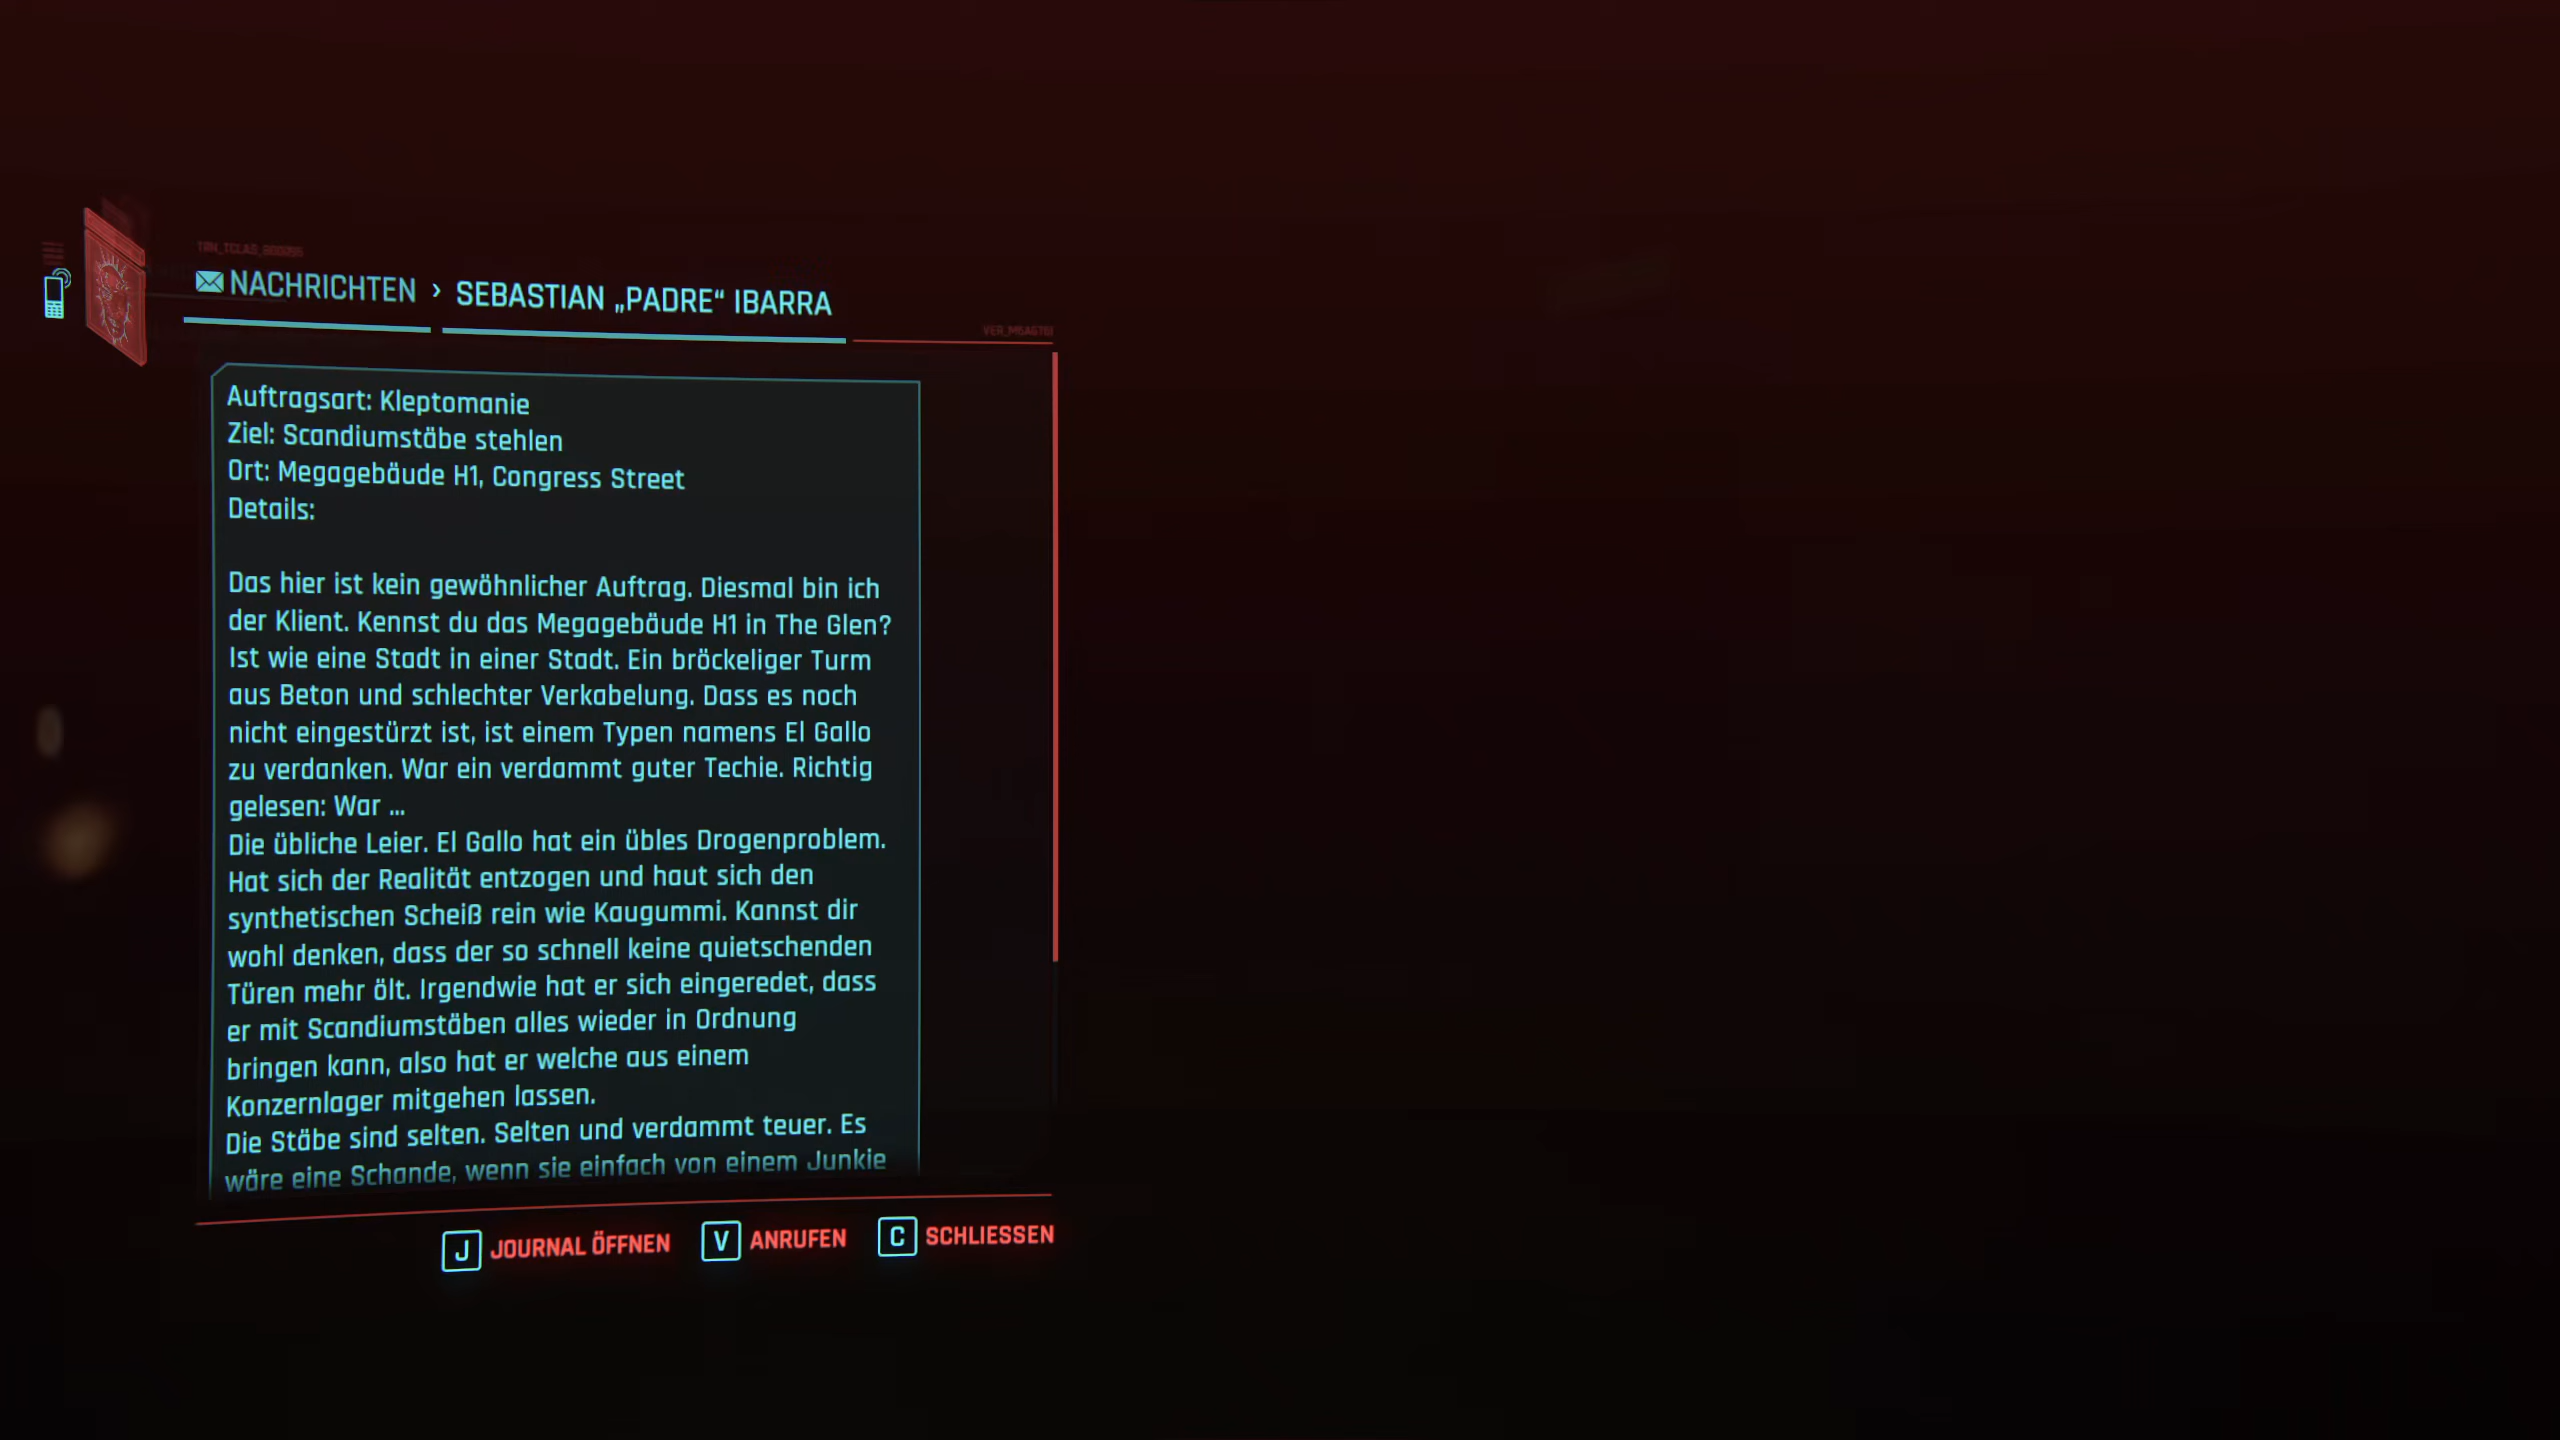 TRN_TCLAS_800095
NACHRICHTEN › SEBASTIAN „PADRE“ IBARRA
Auftragsart: Kleptomanie
Ziel: Scandiumstäbe stehlen
Ort: Megagebäude H1, Congress Street
Details:
Das hier ist kein gewöhnlicher Auftrag. Diesmal bin ich
der Klient. Kennst du das Megagebäude H1 in The Glen?
Ist wie eine Stadt in einer Stadt. Ein bröckeliger Turm
aus Beton und schlechter Verkabelung. Dass es noch
nicht eingestürzt ist, ist einem Typen namens El Gallo
zu verdanken. War ein verdammt guter Techie. Richtig
gelesen: War ...
Die übliche Leier. El Gallo hat ein übles Drogenproblem.
Hat sich der Realität entzogen und haut sich den
synthetischen Scheiß rein wie Kaugummi. Kannst dir
wohl denken, dass der so schnell keine quietschenden
Türen mehr ölt. Irgendwie hat er sich eingeredet, dass
er mit Scandiumstäben alles wieder in Ordnung
bringen kann, also hat er welche aus einem
Konzernlager mitgehen lassen.
Die Stäbe sind selten. Selten und verdammt teuer. Es
wäre eine Schande, wenn sie einfach von einem Junkie
J JOURNAL ÖFFNEN V ANRUFEN C SCHLIESSEN